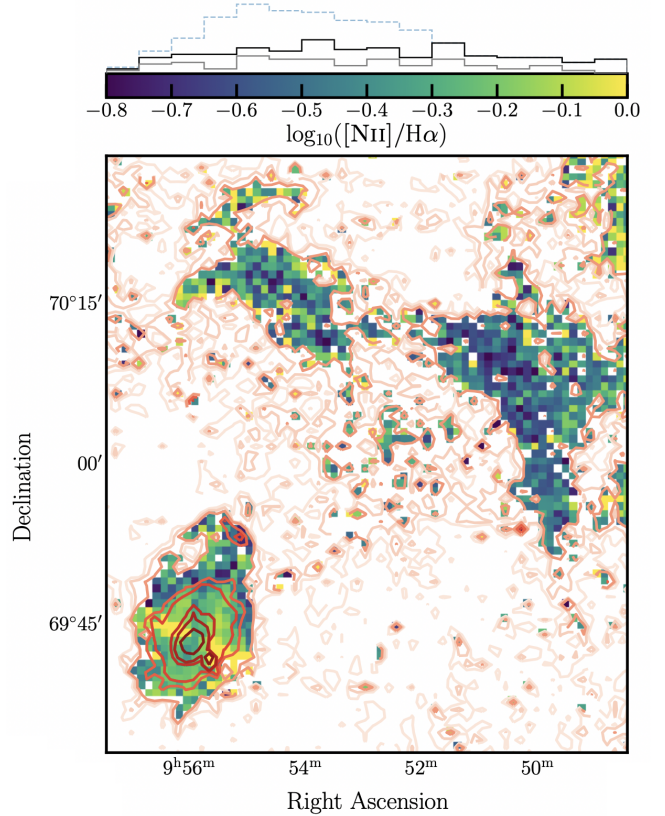 −0.8 −0.7 −0.6 −0.5 −0.4 −0.3 −0.2 −0.1 0.0
log₁₀([NII]/Hα)
70°15′
00′
69°45′
Declination
9ʰ56ᵐ 54ᵐ 52ᵐ 50ᵐ
Right Ascension